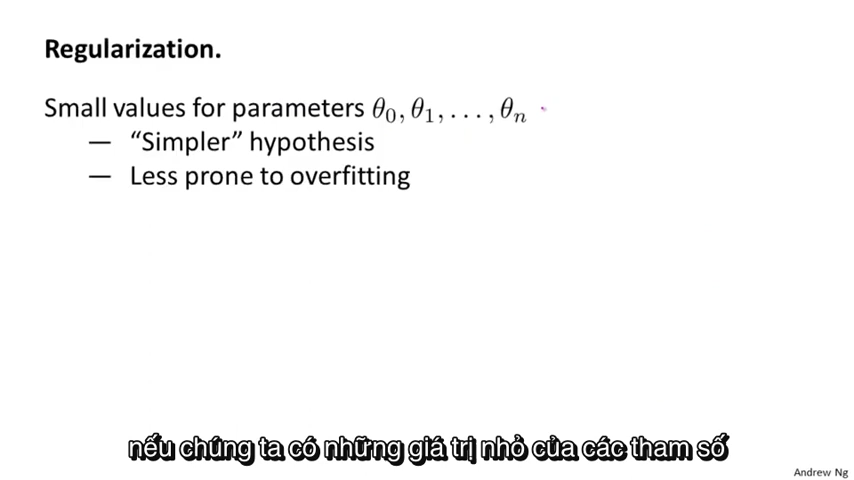 Regularization.
Small values for parameters θ₀, θ₁, . . . , θₙ
— “Simpler” hypothesis
— Less prone to overfitting
nếu chúng ta có những giá trị nhỏ của các tham số
Andrew Ng